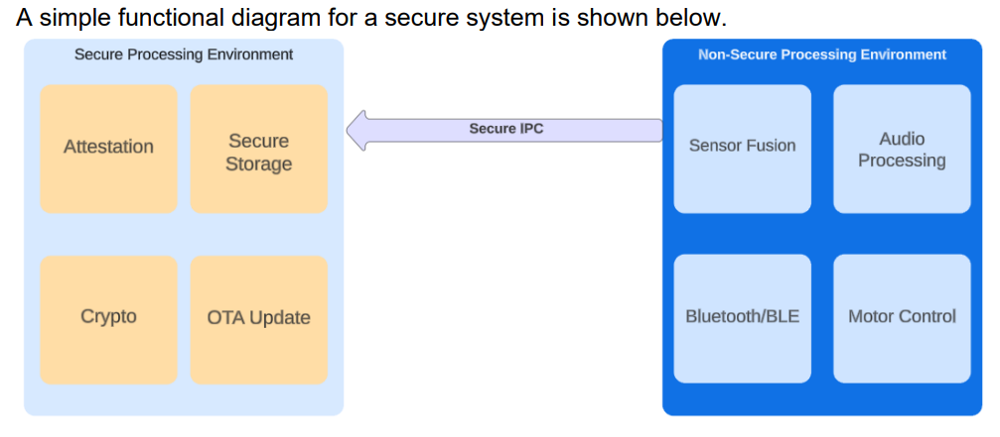 A simple functional diagram for a secure system is shown below.
Secure Processing Environment
Attestation
Secure
Storage
Crypto
OTA Update
Secure IPC
Non-Secure Processing Environment
Sensor Fusion
Audio
Processing
Bluetooth/BLE
Motor Control